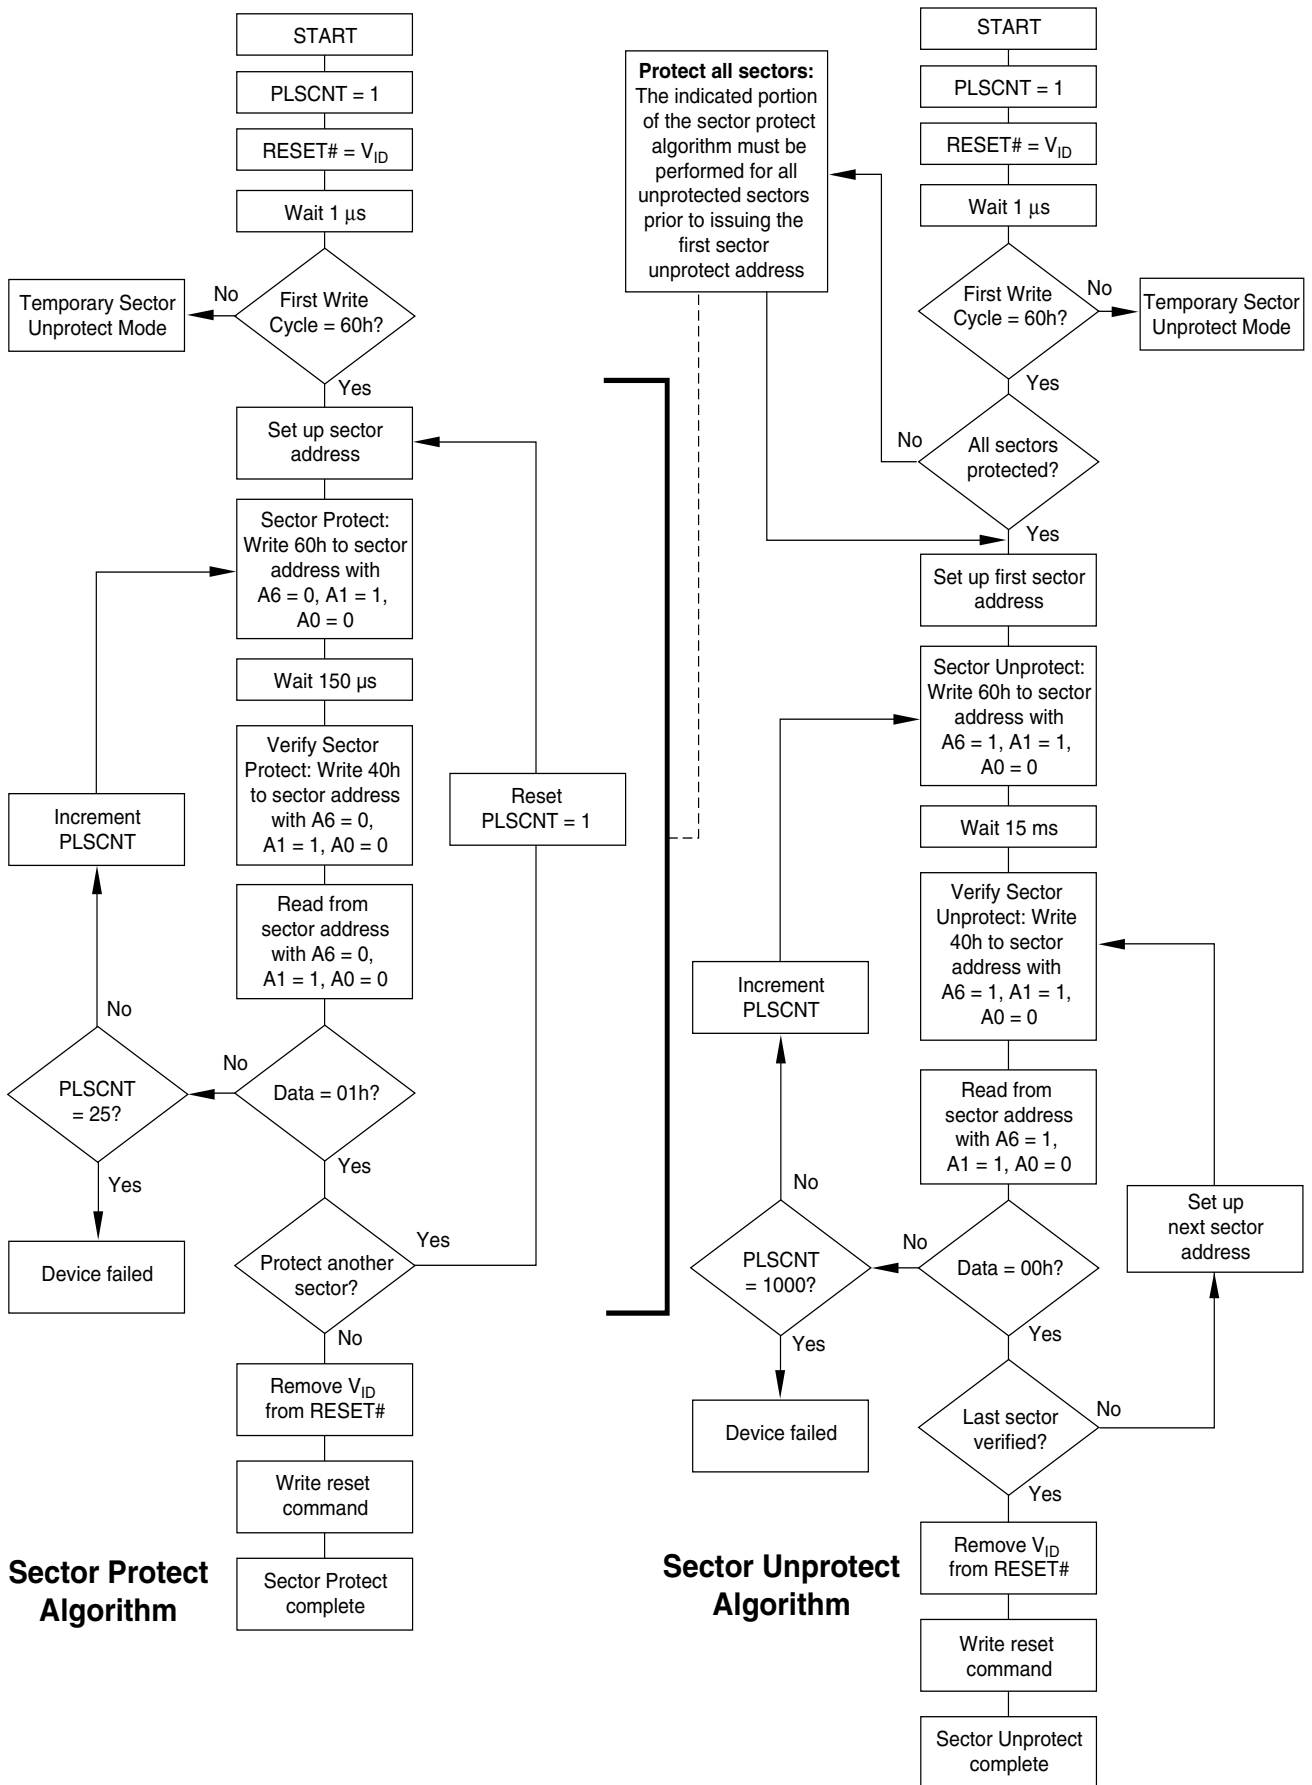 START
PLSCNT = 1
RESET# = VID
Wait 1 μs
First Write
Cycle = 60h?
No
Temporary Sector
Unprotect Mode
Yes
Set up sector
address
Sector Protect:
Write 60h to sector
address with
A6 = 0, A1 = 1,
A0 = 0
Wait 150 µs
Verify Sector
Protect: Write 40h
to sector address
with A6 = 0,
A1 = 1, A0 = 0
Increment
PLSCNT
Reset
PLSCNT = 1
Read from
sector address
with A6 = 0,
A1 = 1, A0 = 0
No
PLSCNT
= 25?
No
Data = 01h?
Yes
Yes
Device failed
Protect another
sector?
Yes
No
Remove VID
from RESET#
Write reset
command
Sector Protect
complete
Sector Protect
Algorithm
Protect all sectors:
The indicated portion
of the sector protect
algorithm must be
performed for all
unprotected sectors
prior to issuing the
first sector
unprotect address
START
PLSCNT = 1
RESET# = VID
Wait 1 μs
First Write
Cycle = 60h?
No
Temporary Sector
Unprotect Mode
Yes
No
All sectors
protected?
Yes
Set up first sector
address
Sector Unprotect:
Write 60h to sector
address with
A6 = 1, A1 = 1,
A0 = 0
Wait 15 ms
Verify Sector
Unprotect: Write
40h to sector
address with
A6 = 1, A1 = 1,
A0 = 0
Increment
PLSCNT
Read from
sector address
with A6 = 1,
A1 = 1, A0 = 0
No
Set up
next sector
address
PLSCNT
= 1000?
No
Data = 00h?
Yes
Yes
Device failed
Last sector
verified?
No
Yes
Remove VID
from RESET#
Write reset
command
Sector Unprotect
complete
Sector Unprotect
Algorithm